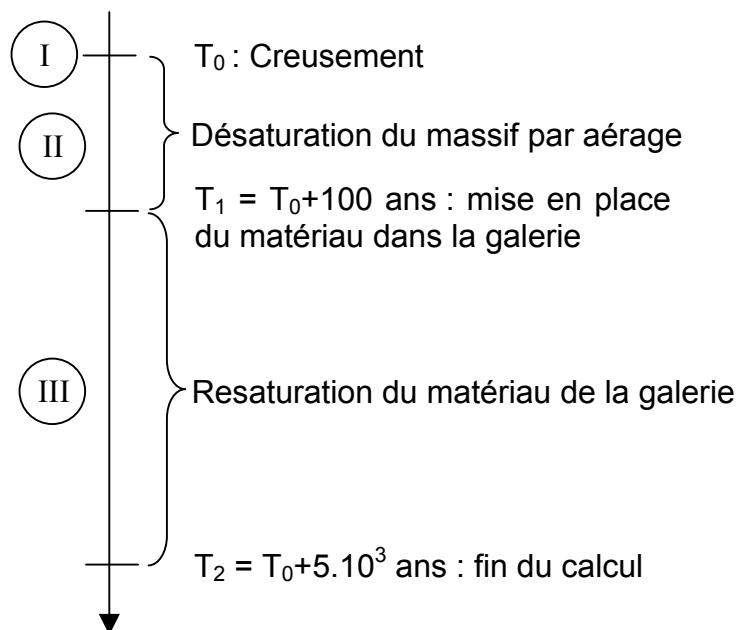 I
T₀ : Creusement
II
Désaturation du massif par aérage
T₁ = T₀+100 ans : mise en place
du matériau dans la galerie
III
Resaturation du matériau de la galerie
T₂ = T₀+5.10³ ans : fin du calcul